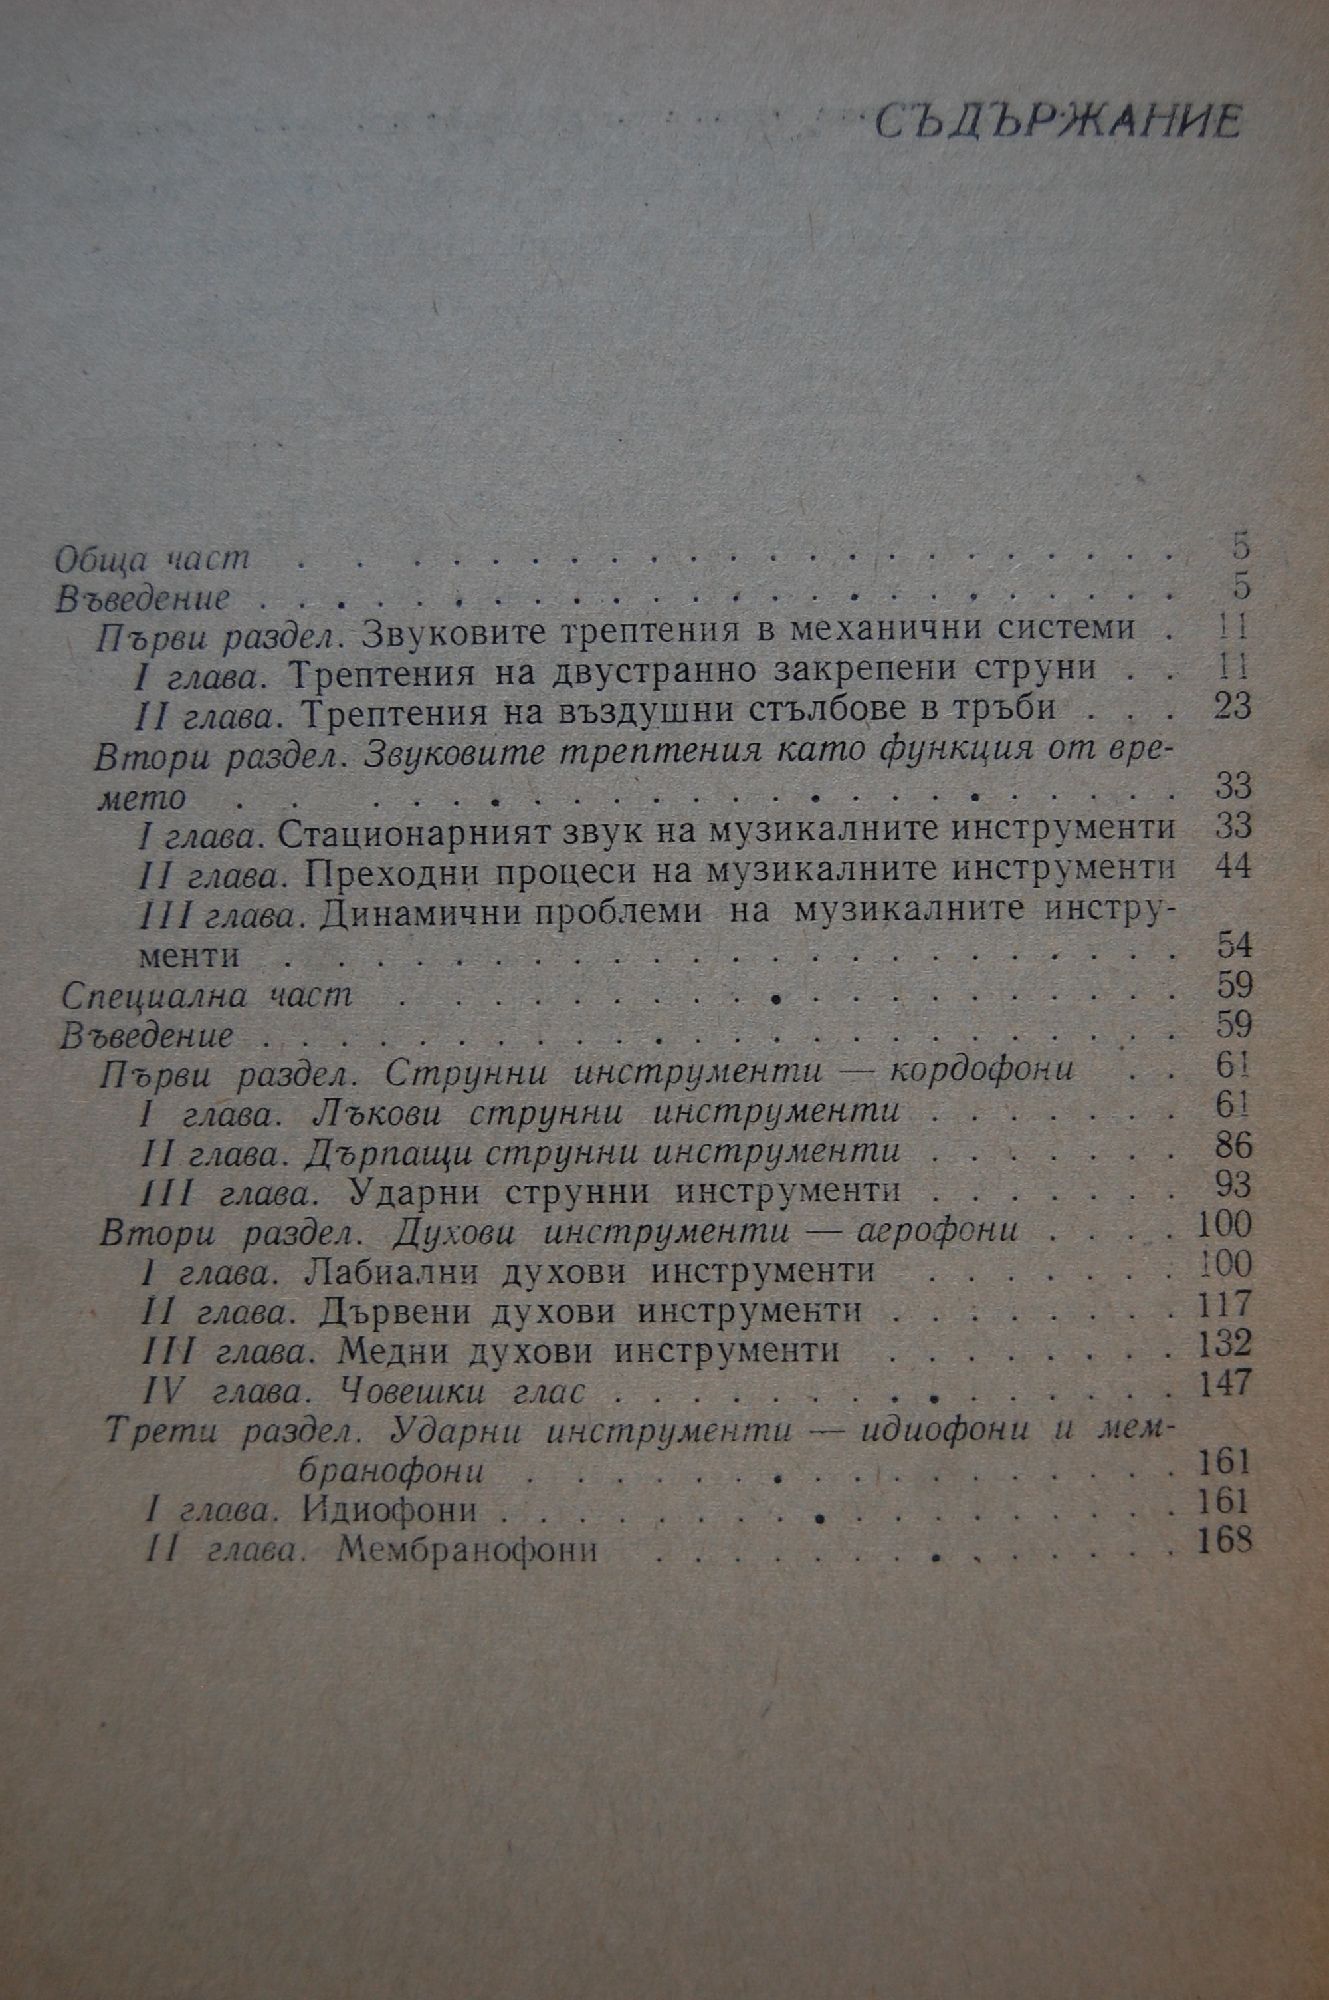 СЪДЪРЖАНИЕ
Обща част . . . . . . . . . . . . . . . . . . . . 5
Въведение . . . . . . . . . . . . . . . . . . . . 5
Първи раздел. Звуковите трептения в механични системи . 11
I глава. Трептения на двустранно закрепени струни . . 11
II глава. Трептения на въздушни стълбове в тръби . . . 23
Втори раздел. Звуковите трептения като функция от вре-
мето . . . . . . . . . . . . . . . . . . . . 33
I глава. Стационарният звук на музикалните инструменти 33
II глава. Преходни процеси на музикалните инструменти 44
III глава. Динамични проблеми на музикалните инстру-
менти . . . . . . . . . . . . . . . . . . . . 54
Специална част . . . . . . . . . . . . . . . . . 59
Въведение . . . . . . . . . . . . . . . . . . . . 59
Първи раздел. Струнни инструменти — кордофони . . 61
I глава. Лъкови струнни инструменти . . . . . . . 61
II глава. Дърпащи струнни инструменти . . . . . . . 86
III глава. Ударни струнни инструменти . . . . . . . 93
Втори раздел. Духови инструменти — аерофони . . . . 100
I глава. Лабиални духови инструменти . . . . . . . 100
II глава. Дървени духови инструменти . . . . . . . . 117
III глава. Медни духови инструменти . . . . . . . . 132
IV глава. Човешки глас . . . . . . . . . . . . . . . 147
Трети раздел. Ударни инструменти — идиофони и мем-
бранофони . . . . . . . . . . . . . . . . . 161
I глава. Идиофони . . . . . . . . . . . . . . . . . . 161
II глава. Мембранофони . . . . . . . . . . . . . . 168